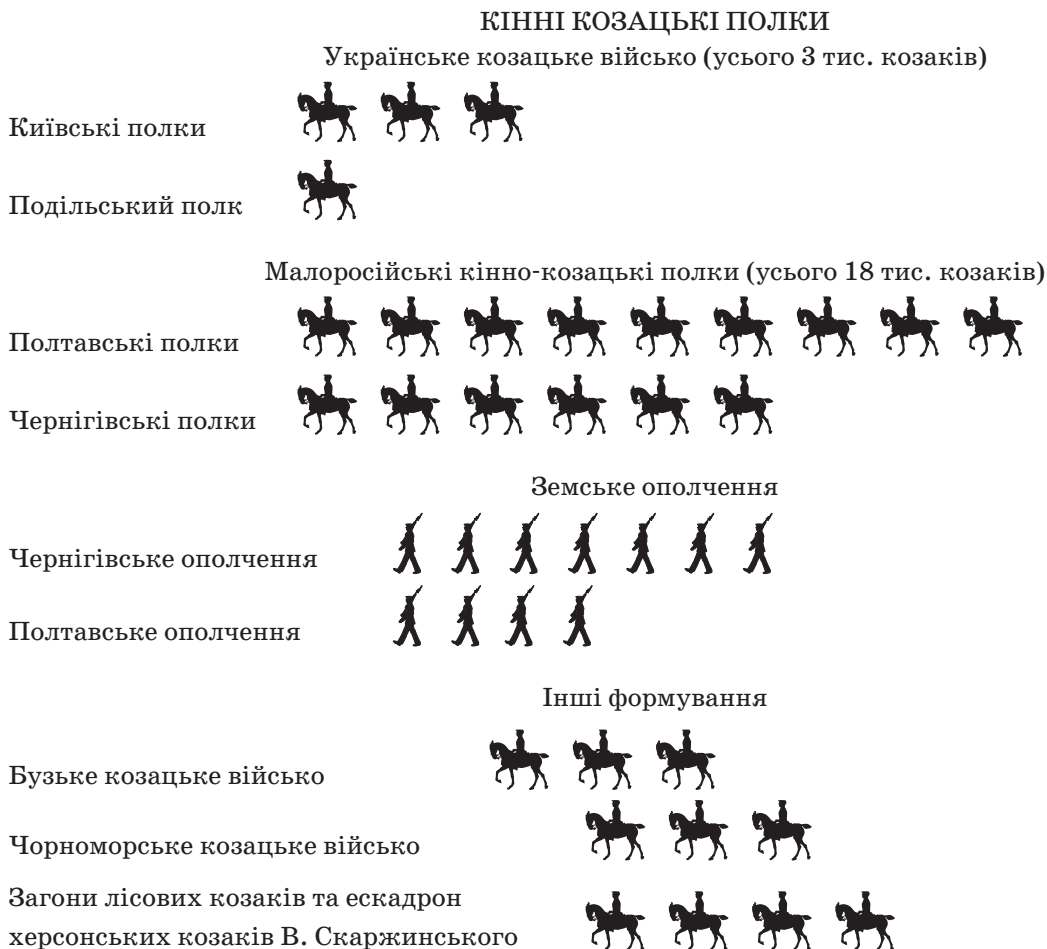 КІННІ КОЗАЦЬКІ ПОЛКИ
Українське козацьке військо (усього 3 тис. козаків)
Київські полки
Подільський полк
Малоросійські кінно-козацькі полки (усього 18 тис. козаків)
Полтавські полки
Чернігівські полки
Земське ополчення
Чернігівське ополчення
Полтавське ополчення
Інші формування
Бузьке козацьке військо
Чорноморське козацьке військо
Загони лісових козаків та ескадрон
херсонських козаків В. Скаржинського